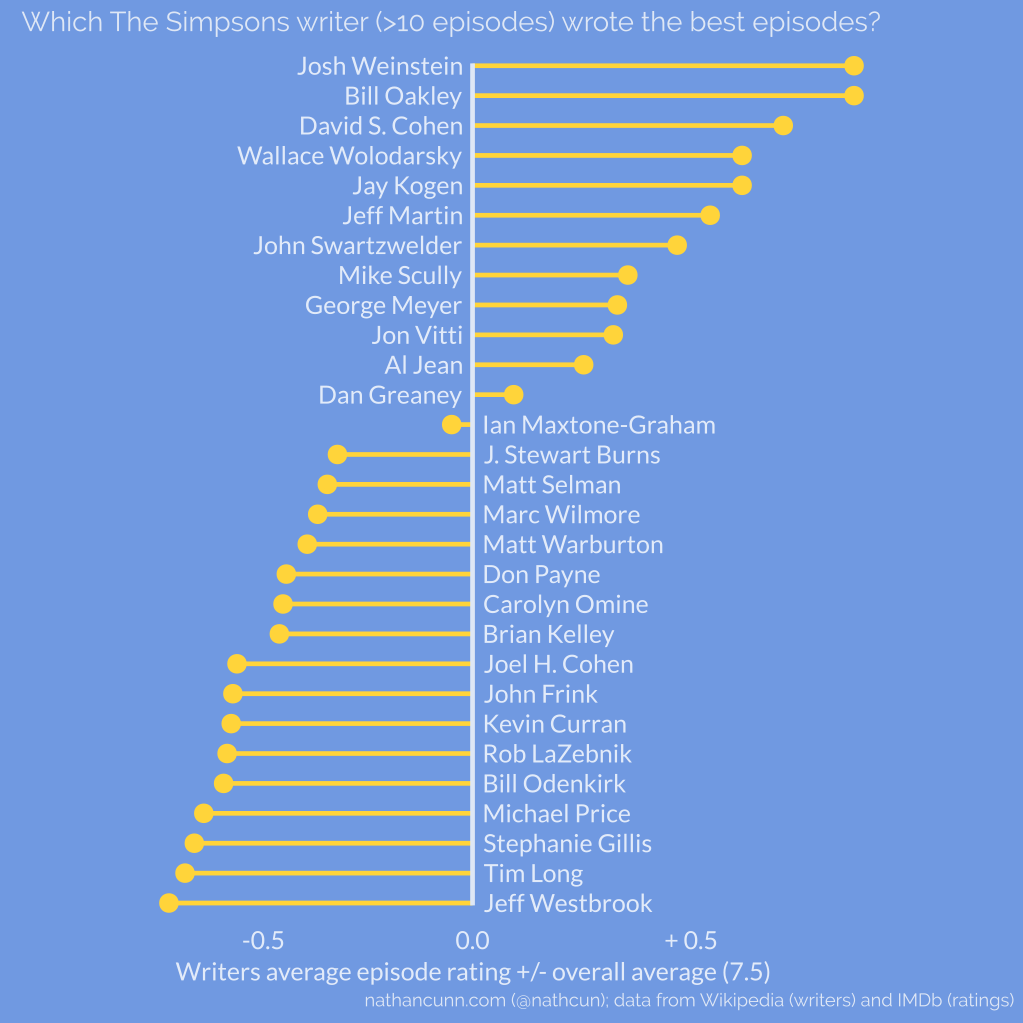 Which The Simpsons writer (>10 episodes) wrote the best episodes?
Josh Weinstein
Bill Oakley
David S. Cohen
Wallace Wolodarsky
Jay Kogen
Jeff Martin
John Swartzwelder
Mike Scully
George Meyer
Jon Vitti
Al Jean
Dan Greaney
Ian Maxtone-Graham
J. Stewart Burns
Matt Selman
Marc Wilmore
Matt Warburton
Don Payne
Carolyn Omine
Brian Kelley
Joel H. Cohen
John Frink
Kevin Curran
Rob LaZebnik
Bill Odenkirk
Michael Price
Stephanie Gillis
Tim Long
Jeff Westbrook
-0.5 0.0 + 0.5
Writers average episode rating +/- overall average (7.5)
nathancunn.com (@nathcun); data from Wikipedia (writers) and IMDb (ratings)